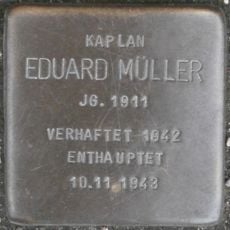 KAPLAN
EDUARD MÜLLER
JG. 1911
VERHAFTET 1942
ENTHAUPTET
10.11.1943